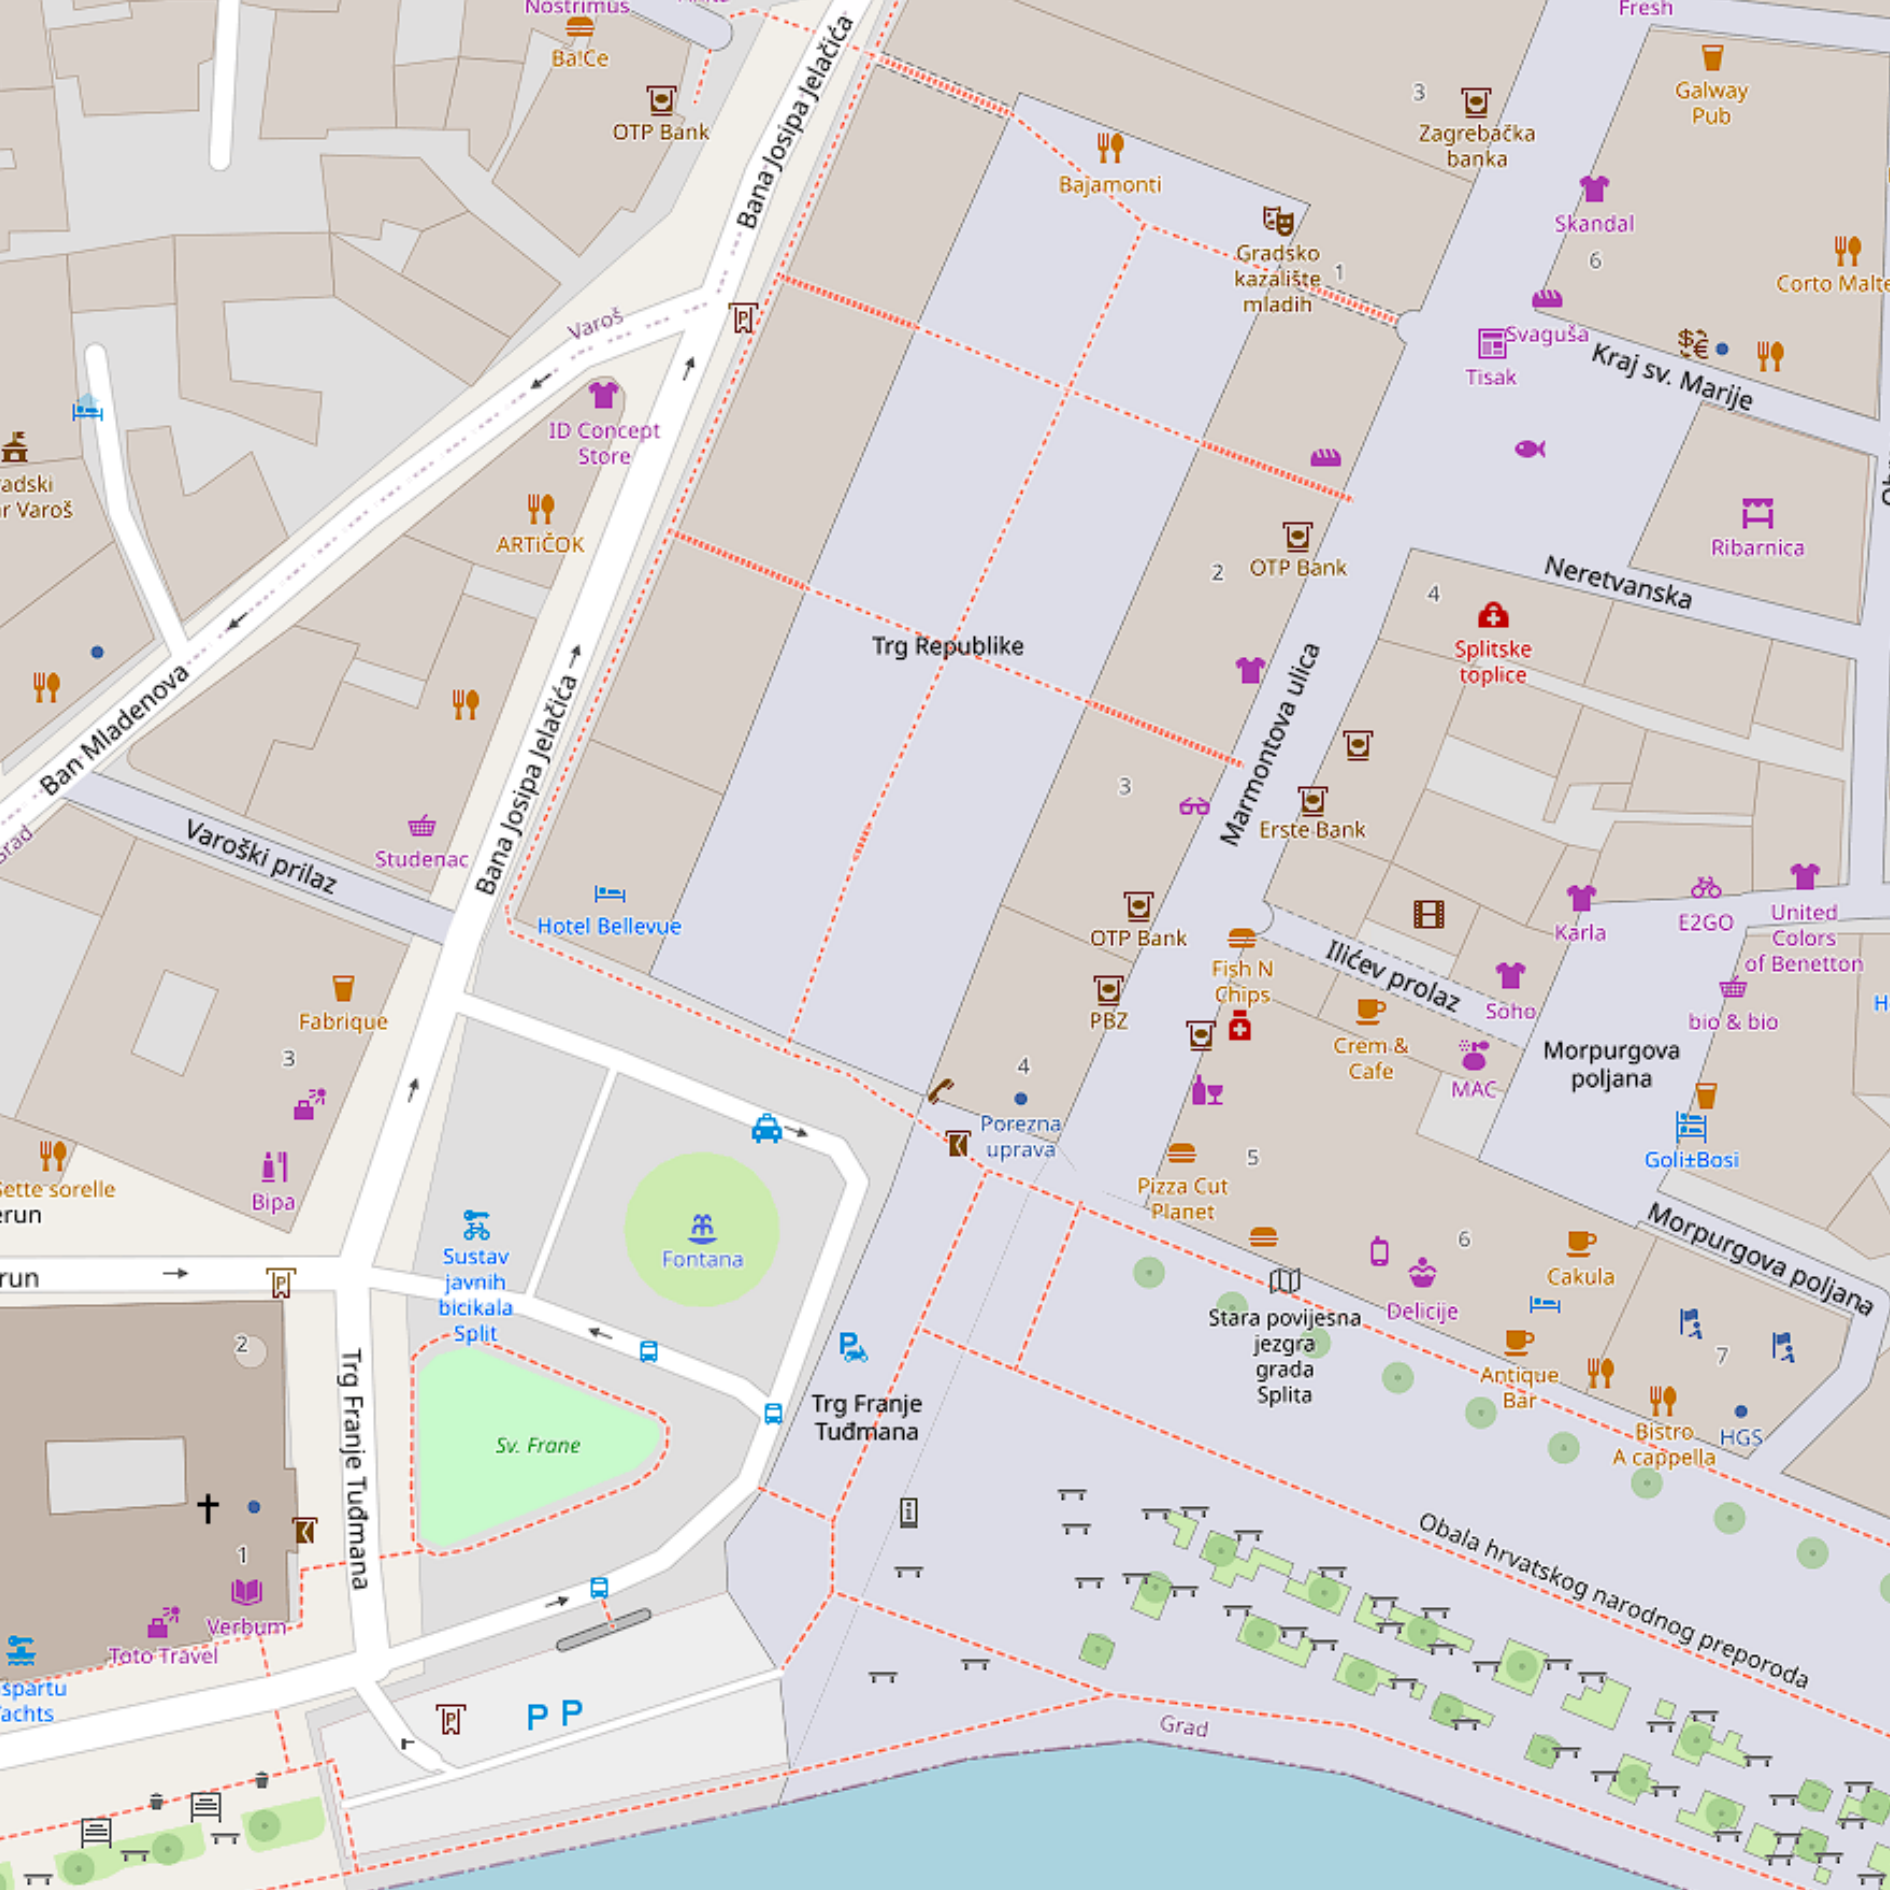 Nostrimus
Ba!Ce
OTP Bank
Bana Josipa Jelačića
Fresh
Galway
Pub
3
Zagrebačka
banka
Bajamonti
Skandal
6
Corto Malte
Gradsko
kazalište
mladih
1
Svaguša
Tisak
Kraj sv. Marije
Varoš
P
ID Concept
Store
adski
r Varoš
ARTiČOK
Ribarnica
OTP Bank
2
Neretvanska
4
Splitske
toplice
Trg Republike
Marmontova ulica
Ban Mladenova
Bana Josipa Jelačića
3
Erste Bank
Grad
Varoški prilaz
Studenac
Hotel Bellevue
OTP Bank
Karla
E2GO
United
Colors
of Benetton
Fish N
Chips
Ilićev prolaz
Soho
bio & bio
H
PBZ
Fabrique
3
Crem &
Cafe
MAC
Morpurgova
poljana
4
Porezna
uprava
5
Goli±Bosi
Bipa
Sette sorelle
erun
Pizza Cut
Planet
Fontana
Sustav
javnih
bicikala
Split
run
P
6
Cakula
Morpurgova poljana
Delicije
Stara povijesna
jezgra
grada
Splita
2
P
7
Antique
Bar
Trg Franje
Tuđmana
Bistro
A cappella
HGS
Sv. Frane
Trg Franje Tuđmana
1
i
Obala hrvatskog narodnog preporoda
Verbum
Toto Travel
spartu
achts
P
P P
Grad